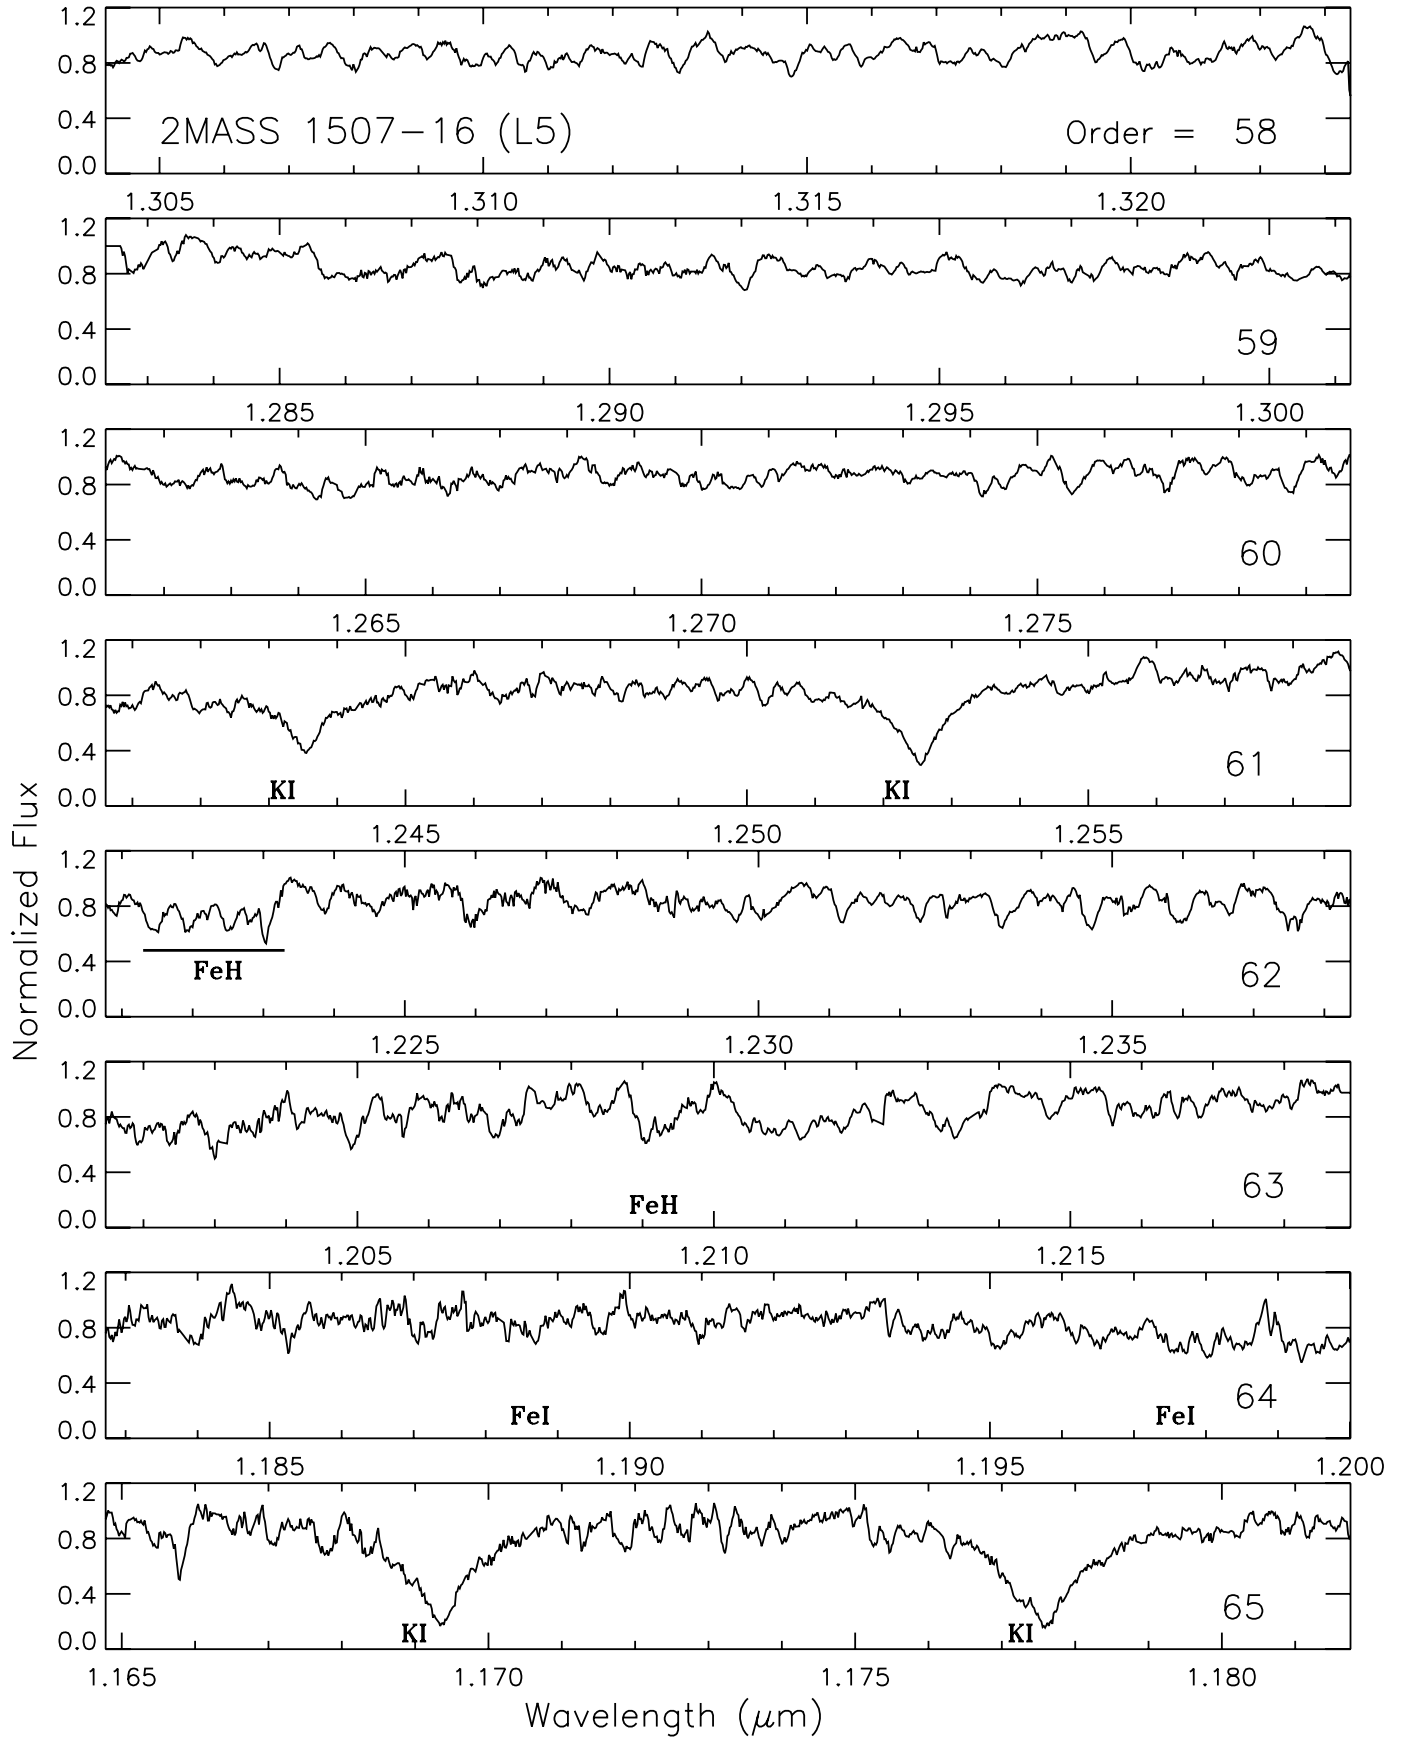 1.2
0.8
0.4
0.0
2MASS 1507−16 (L5)
Order = 58
1.305 1.310 1.315 1.320
1.2
0.8
0.4
0.0
59
1.285 1.290 1.295 1.300
1.2
0.8
0.4
0.0
60
1.265 1.270 1.275
1.2
0.8
0.4
0.0
KI KI
61
1.245 1.250 1.255
Normalized Flux
1.2
0.8
0.4
0.0
FeH
62
1.225 1.230 1.235
1.2
0.8
0.4
0.0
FeH
63
1.205 1.210 1.215
1.2
0.8
0.4
0.0
FeI FeI
64
1.185 1.190 1.195 1.200
1.2
0.8
0.4
0.0
KI KI
65
1.165 1.170 1.175 1.180
Wavelength (μm)